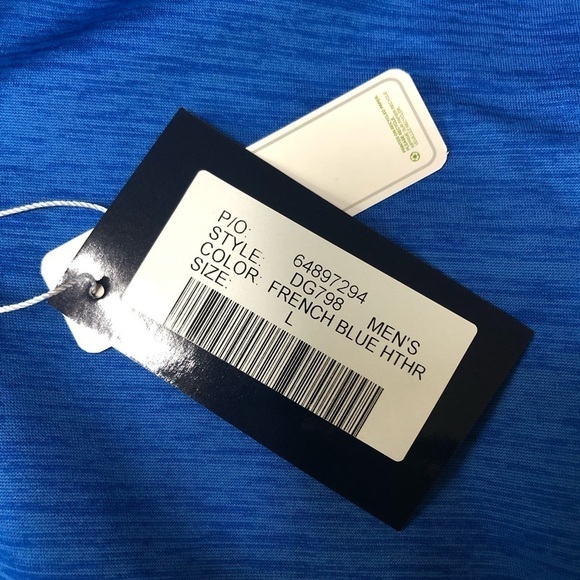 P/O: 64897294
STYLE: DG798 MEN'S
COLOR: FRENCH BLUE HTHR
SIZE: L